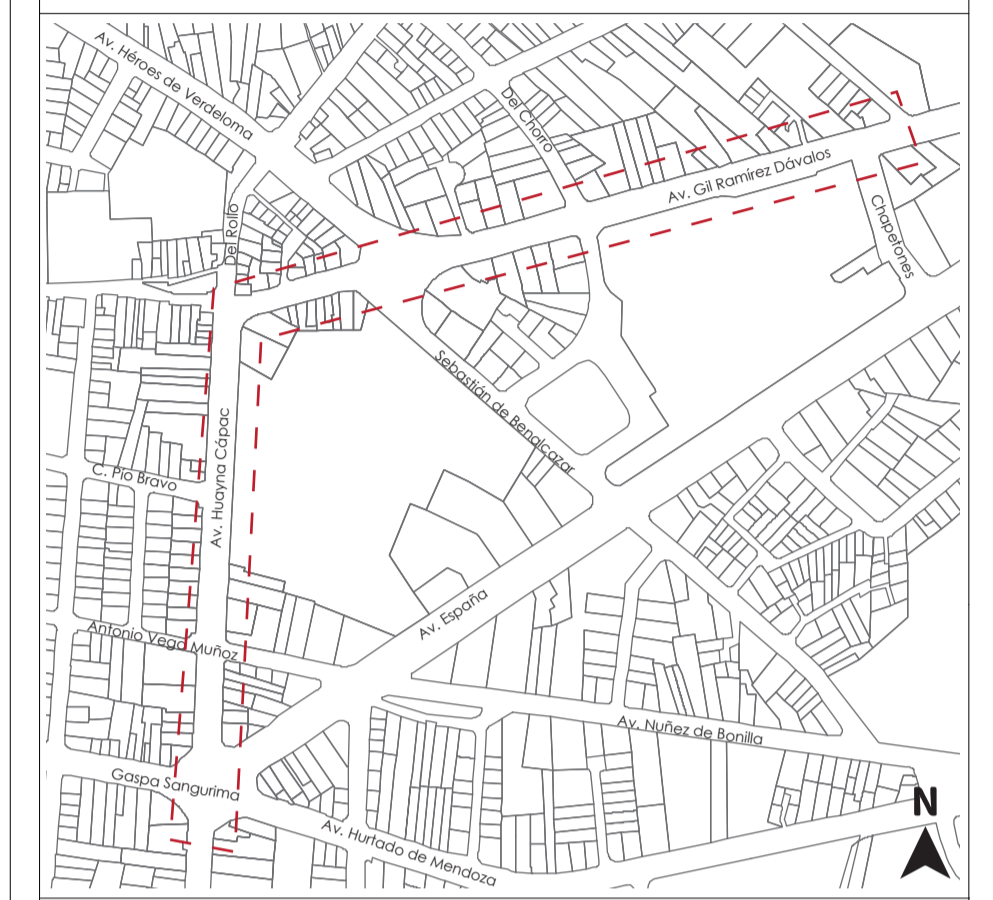 Av. Héroes de Verdeloma
Del Chorro
Av. Gil Ramírez Dávalos
Chapetones
Del Rollo
Sebastián de Benalcazar
Av. Huayna Cápac
C. Pio Bravo
Av. España
Antonio Vega Muñoz
Av. Nuñez de Bonilla
Gaspa Sangurima
Av. Hurtado de Mendoza
N